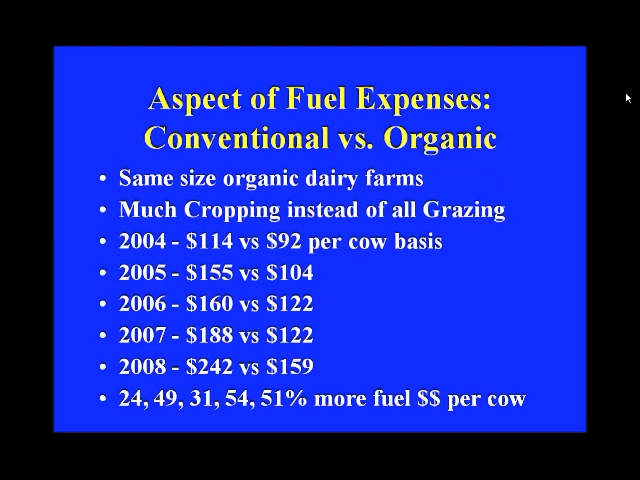 Aspect of Fuel Expenses:
Conventional vs. Organic
• Same size organic dairy farms
• Much Cropping instead of all Grazing
• 2004 - $114 vs $92 per cow basis
• 2005 - $155 vs $104
• 2006 - $160 vs $122
• 2007 - $188 vs $122
• 2008 - $242 vs $159
• 24, 49, 31, 54, 51% more fuel $$ per cow